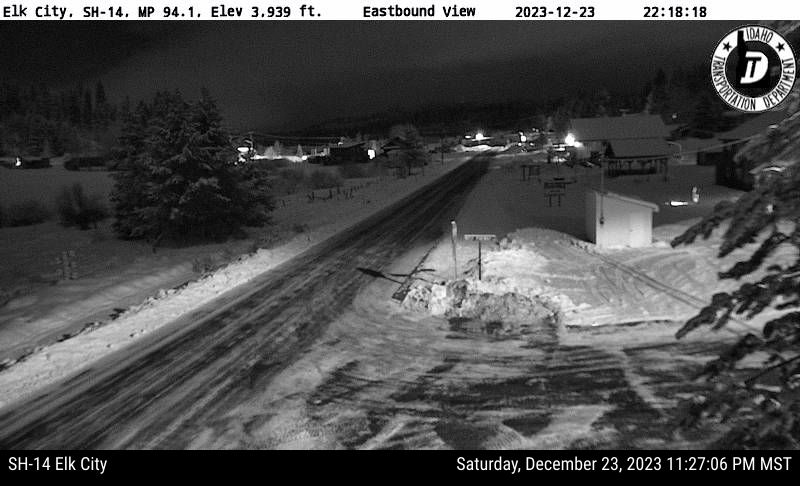 Elk City, SH-14, MP 94.1, Elev 3,939 ft. Eastbound View 2023-12-23 22:18:18
IDAHO
TRANSPORTATION DEPARTMENT
SH-14 Elk City Saturday, December 23, 2023 11:27:06 PM MST